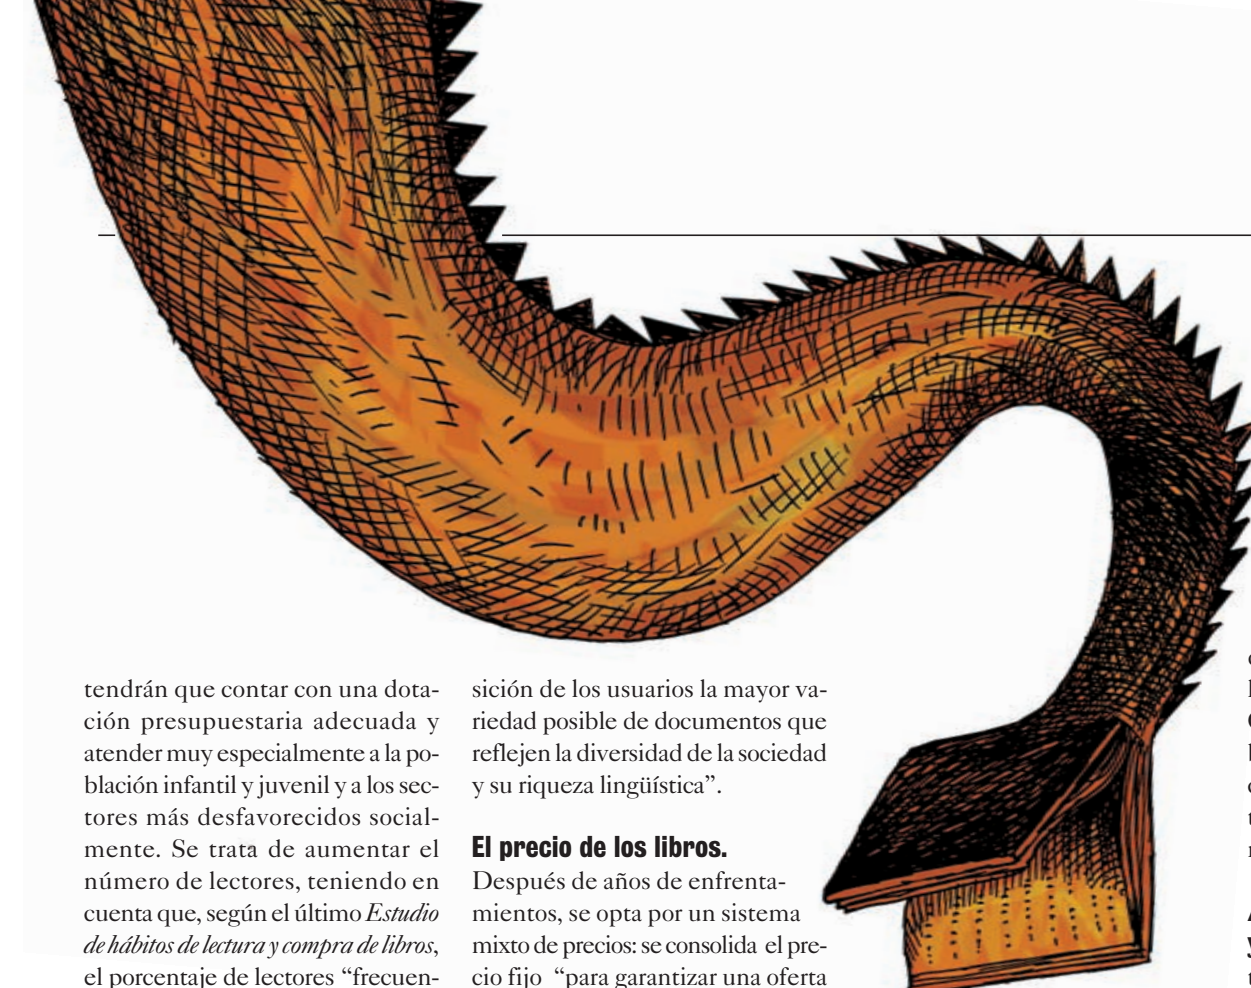 tendrán que contar con una dota-
ción presupuestaria adecuada y
atender muy especialmente a la po-
blación infantil y juvenil y a los sec-
tores más desfavorecidos social-
mente. Se trata de aumentar el
número de lectores, teniendo en
cuenta que, según el último Estudio
de hábitos de lectura y compra de libros,
el porcentaje de lectores “frecuen-
sición de los usuarios la mayor va-
riedad posible de documentos que
reflejen la diversidad de la sociedad
y su riqueza lingüística”.
El precio de los libros.
Después de años de enfrenta-
mientos, se opta por un sistema
mixto de precios: se consolida el pre-
cio fijo “para garantizar una oferta